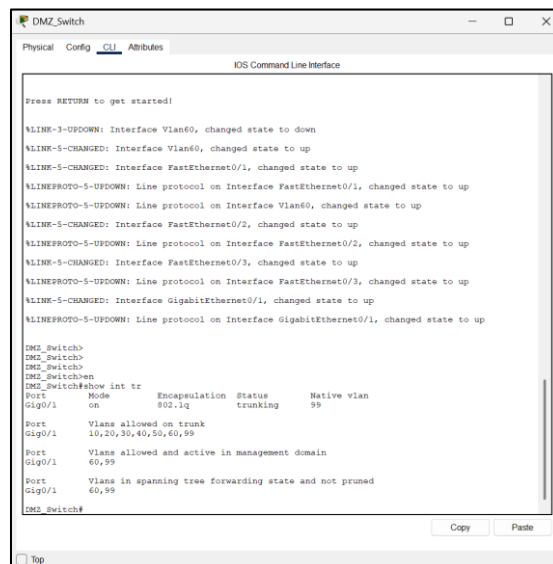 DMZ_Switch
Physical Config CLI Attributes
IOS Command Line Interface
Press RETURN to get started!
%LINK-3-UPDOWN: Interface Vlan60, changed state to down
%LINK-5-CHANGED: Interface Vlan60, changed state to up
%LINK-5-CHANGED: Interface FastEthernet0/1, changed state to up
%LINEPROTO-5-UPDOWN: Line protocol on Interface FastEthernet0/1, changed state to up
%LINEPROTO-5-UPDOWN: Line protocol on Interface Vlan60, changed state to up
%LINK-5-CHANGED: Interface FastEthernet0/2, changed state to up
%LINEPROTO-5-UPDOWN: Line protocol on Interface FastEthernet0/2, changed state to up
%LINK-5-CHANGED: Interface FastEthernet0/3, changed state to up
%LINEPROTO-5-UPDOWN: Line protocol on Interface FastEthernet0/3, changed state to up
%LINK-5-CHANGED: Interface GigabitEthernet0/1, changed state to up
%LINEPROTO-5-UPDOWN: Line protocol on Interface GigabitEthernet0/1, changed state to up
DMZ_Switch>
DMZ_Switch>
DMZ_Switch>
DMZ_Switch>en
DMZ_Switch#show int tr
Port Mode Encapsulation Status Native vlan
Gig0/1 on 802.1q trunking 99
Port Vlans allowed on trunk
Gig0/1 10,20,30,40,50,60,99
Port Vlans allowed and active in management domain
Gig0/1 60,99
Port Vlans in spanning tree forwarding state and not pruned
Gig0/1 60,99
DMZ_Switch#
Copy Paste
Top